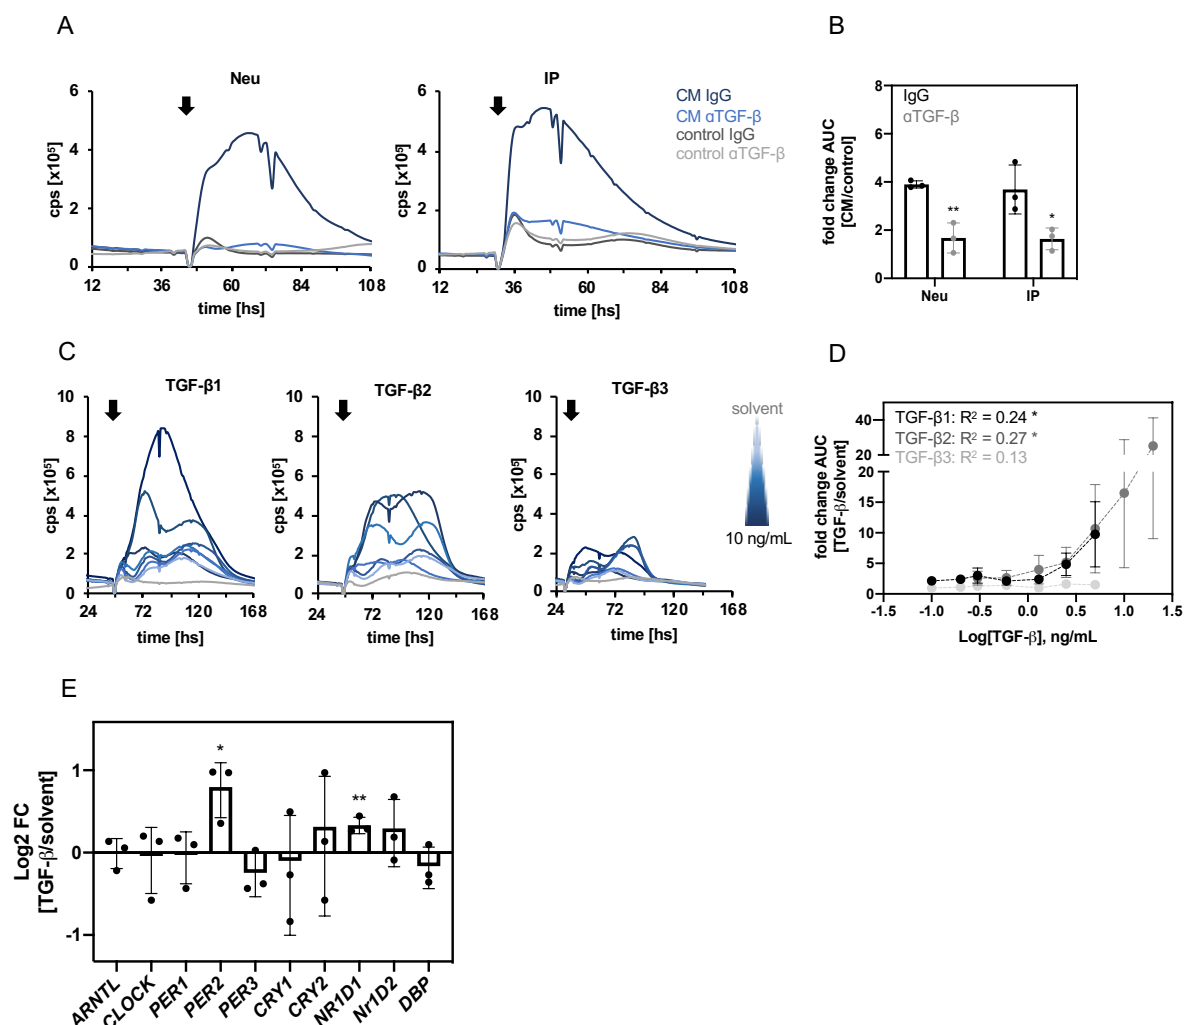 A
Neu
cps [x10⁵]
6
4
2
0
12
36
60
84
108
time [hs]
IP
cps [x10⁵]
6
4
2
0
12
36
60
84
108
time [hs]
CM IgG
CM αTGF-β
control IgG
control αTGF-β
B
fold change AUC
[CM/control]
8
6
4
2
0
IgG
αTGF-β
**
*
Neu
IP
C
TGF-β1
cps [x10⁵]
10
8
6
4
2
0
24
72
120
168
time [hs]
TGF-β2
cps [x10⁵]
10
8
6
4
2
0
24
72
120
168
time [hs]
TGF-β3
cps [x10⁵]
10
8
6
4
2
0
24
72
120
168
time [hs]
solvent
10 ng/mL
D
fold change AUC
[TGF-β/solvent]
40
20
20
10
5
0
TGF-β1: R² = 0.24 *
TGF-β2: R² = 0.27 *
TGF-β3: R² = 0.13
-1.5
-1.0
-0.5
0.0
0.5
1.0
1.5
Log[TGF-β], ng/mL
E
Log2 FC
[TGF-β/solvent]
1
0
-1
*
**
ARNTL
CLOCK
PER1
PER2
PER3
CRY1
CRY2
NR1D1
Nr1D2
DBP